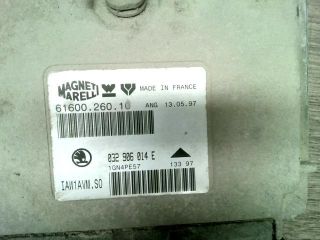 MAGNETI MARELLI MADE IN FRANCE
61600.260.10 ANG 13.05.97
032 906 014 E
1GN4PE57 133 97
IAW1AVM.SO